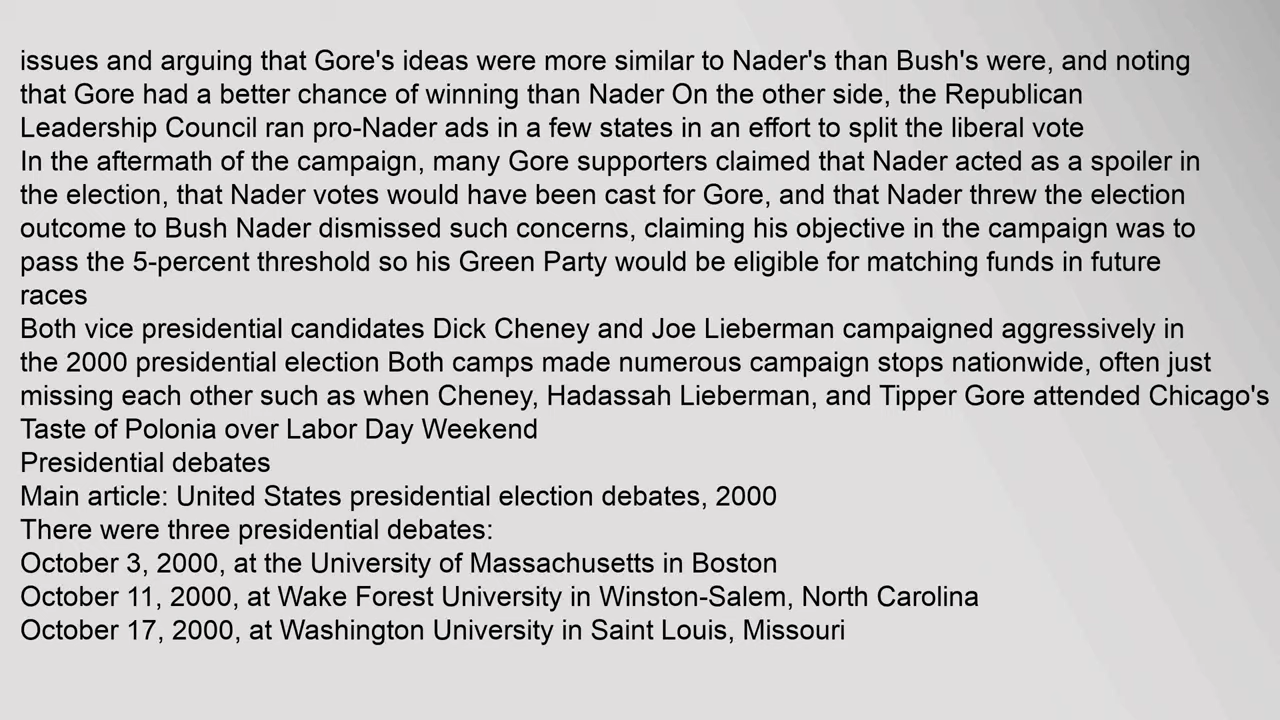 issues and arguing that Gore's ideas were more similar to Nader's than Bush's were, and noting
that Gore had a better chance of winning than Nader On the other side, the Republican
Leadership Council ran pro-Nader ads in a few states in an effort to split the liberal vote
In the aftermath of the campaign, many Gore supporters claimed that Nader acted as a spoiler in
the election, that Nader votes would have been cast for Gore, and that Nader threw the election
outcome to Bush Nader dismissed such concerns, claiming his objective in the campaign was to
pass the 5-percent threshold so his Green Party would be eligible for matching funds in future
races
Both vice presidential candidates Dick Cheney and Joe Lieberman campaigned aggressively in
the 2000 presidential election Both camps made numerous campaign stops nationwide, often just
missing each other such as when Cheney, Hadassah Lieberman, and Tipper Gore attended Chicago's
Taste of Polonia over Labor Day Weekend
Presidential debates
Main article: United States presidential election debates, 2000
There were three presidential debates:
October 3, 2000, at the University of Massachusetts in Boston
October 11, 2000, at Wake Forest University in Winston-Salem, North Carolina
October 17, 2000, at Washington University in Saint Louis, Missouri